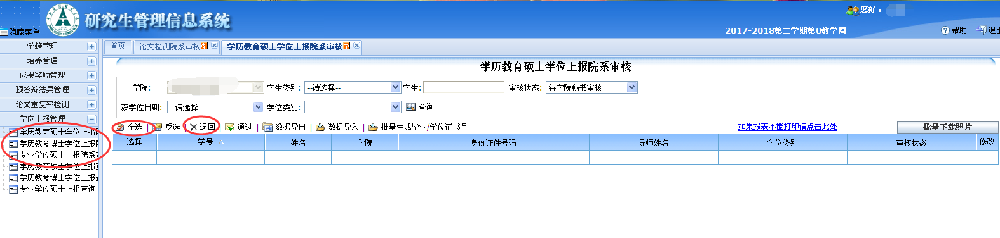 研究生管理信息系统
您好，
2017-2018第二学期第0教学周
帮助 退出
隐藏菜单
学籍管理
培养管理
成果奖励管理
预答辩结果管理
论文重复率检测
学位上报管理
学历教育硕士学位上报院
学历教育博士学位上报院
专业学位硕士上报院系审
学历教育硕士学位上报查
学历教育博士学位上报查
专业学位硕士上报查询
首页 论文检测院系审核 学历教育硕士学位上报院系审核
学历教育硕士学位上报院系审核
学院: 学生类别: --请选择-- 学生: 审核状态: 待学院秘书审核
获学位日期: --请选择-- 学位类别: 查询
全选 | 反选 | 退回 | 通过 | 数据导出 | 数据导入 | 批量生成毕业/学位证书号 如果报表不能打印请点击此处 批量下载照片
选择 学号 姓名 学院 身份证件号码 导师姓名 学位类别 审核状态 修改